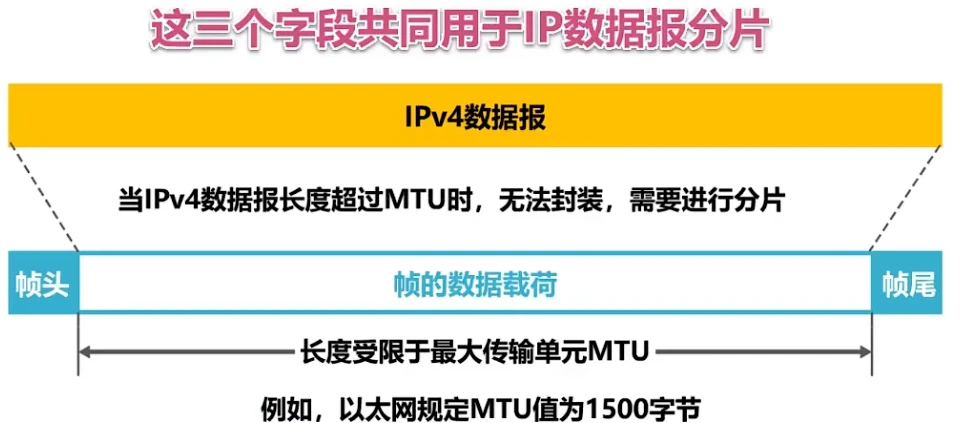 这三个字段共同用于IP数据报分片
IPv4数据报
当IPv4数据报长度超过MTU时，无法封装，需要进行分片
帧头
帧的数据载荷
帧尾
长度受限于最大传输单元MTU
例如，以太网规定MTU值为1500字节